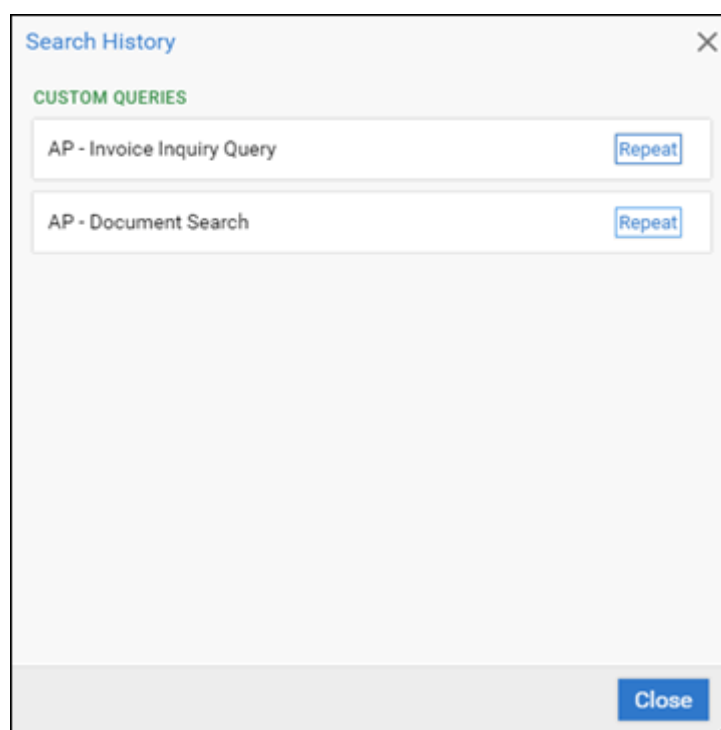 Search History
CUSTOM QUERIES
AP - Invoice Inquiry Query Repeat
AP - Document Search Repeat
Close